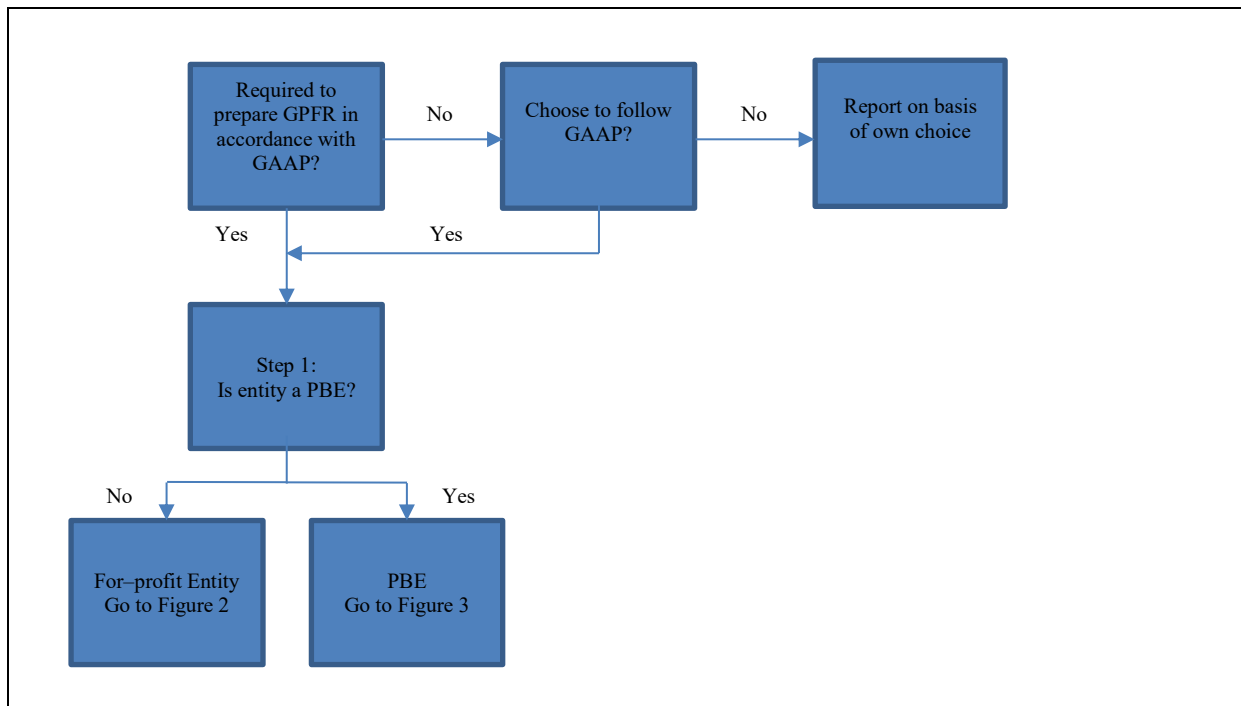 Required to
prepare GPFR in
accordance with
GAAP?
No
Choose to follow
GAAP?
No
Report on basis
of own choice
Yes
Yes
Step 1:
Is entity a PBE?
No
Yes
For–profit Entity
Go to Figure 2
PBE
Go to Figure 3